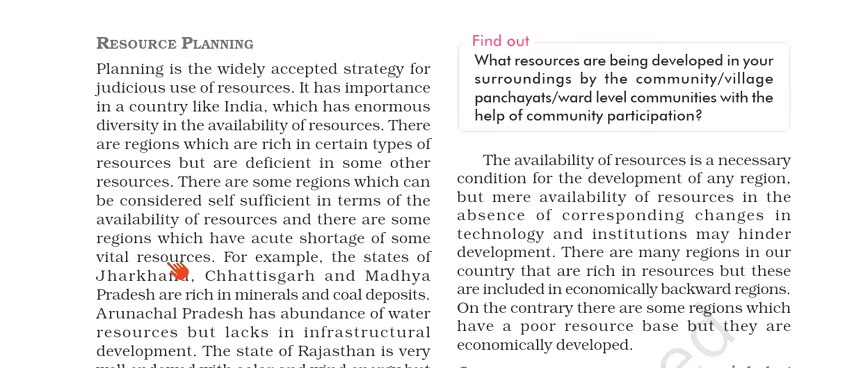 RESOURCE PLANNING
Planning is the widely accepted strategy for
judicious use of resources. It has importance
in a country like India, which has enormous
diversity in the availability of resources. There
are regions which are rich in certain types of
resources but are deficient in some other
resources. There are some regions which can
be considered self sufficient in terms of the
availability of resources and there are some
regions which have acute shortage of some
vital resources. For example, the states of
Jharkhand, Chhattisgarh and Madhya
Pradesh are rich in minerals and coal deposits.
Arunachal Pradesh has abundance of water
resources but lacks in infrastructural
development. The state of Rajasthan is very
Find out
What resources are being developed in your
surroundings by the community/village
panchayats/ward level communities with the
help of community participation?
The availability of resources is a necessary
condition for the development of any region,
but mere availability of resources in the
absence of corresponding changes in
technology and institutions may hinder
development. There are many regions in our
country that are rich in resources but these
are included in economically backward regions.
On the contrary there are some regions which
have a poor resource base but they are
economically developed.
ed